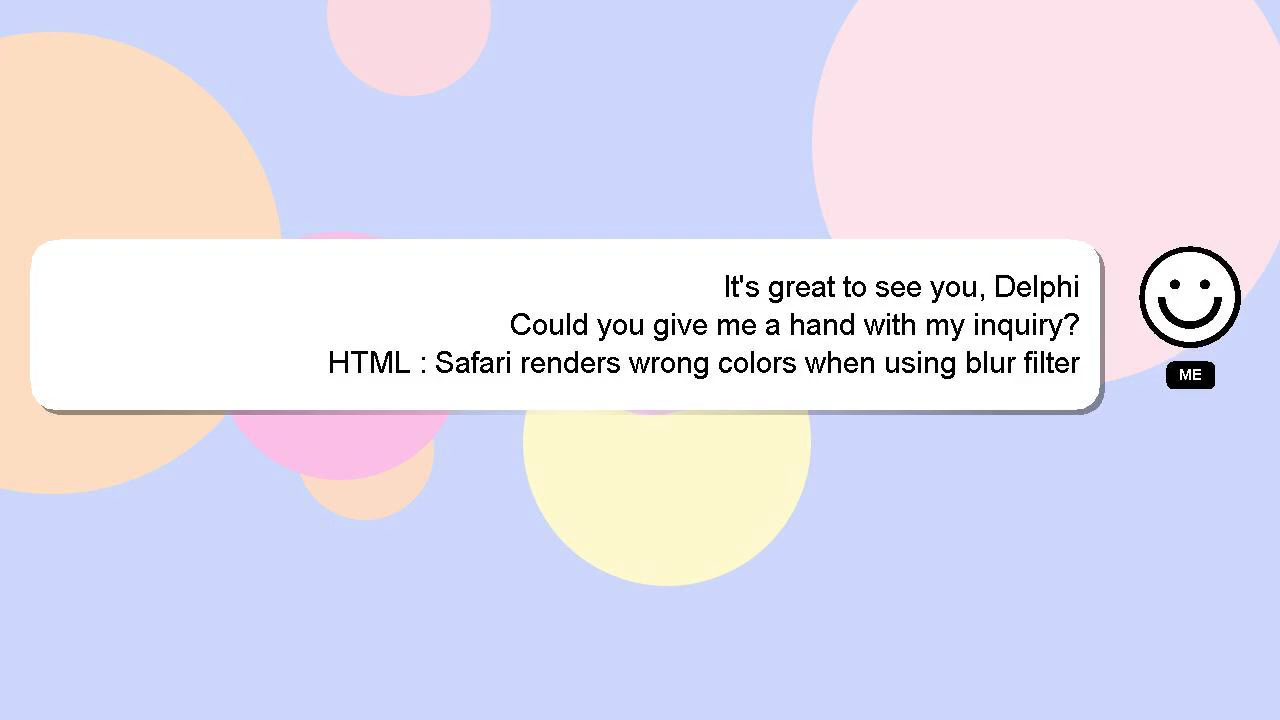 It's great to see you, Delphi
Could you give me a hand with my inquiry?
HTML : Safari renders wrong colors when using blur filter
ME